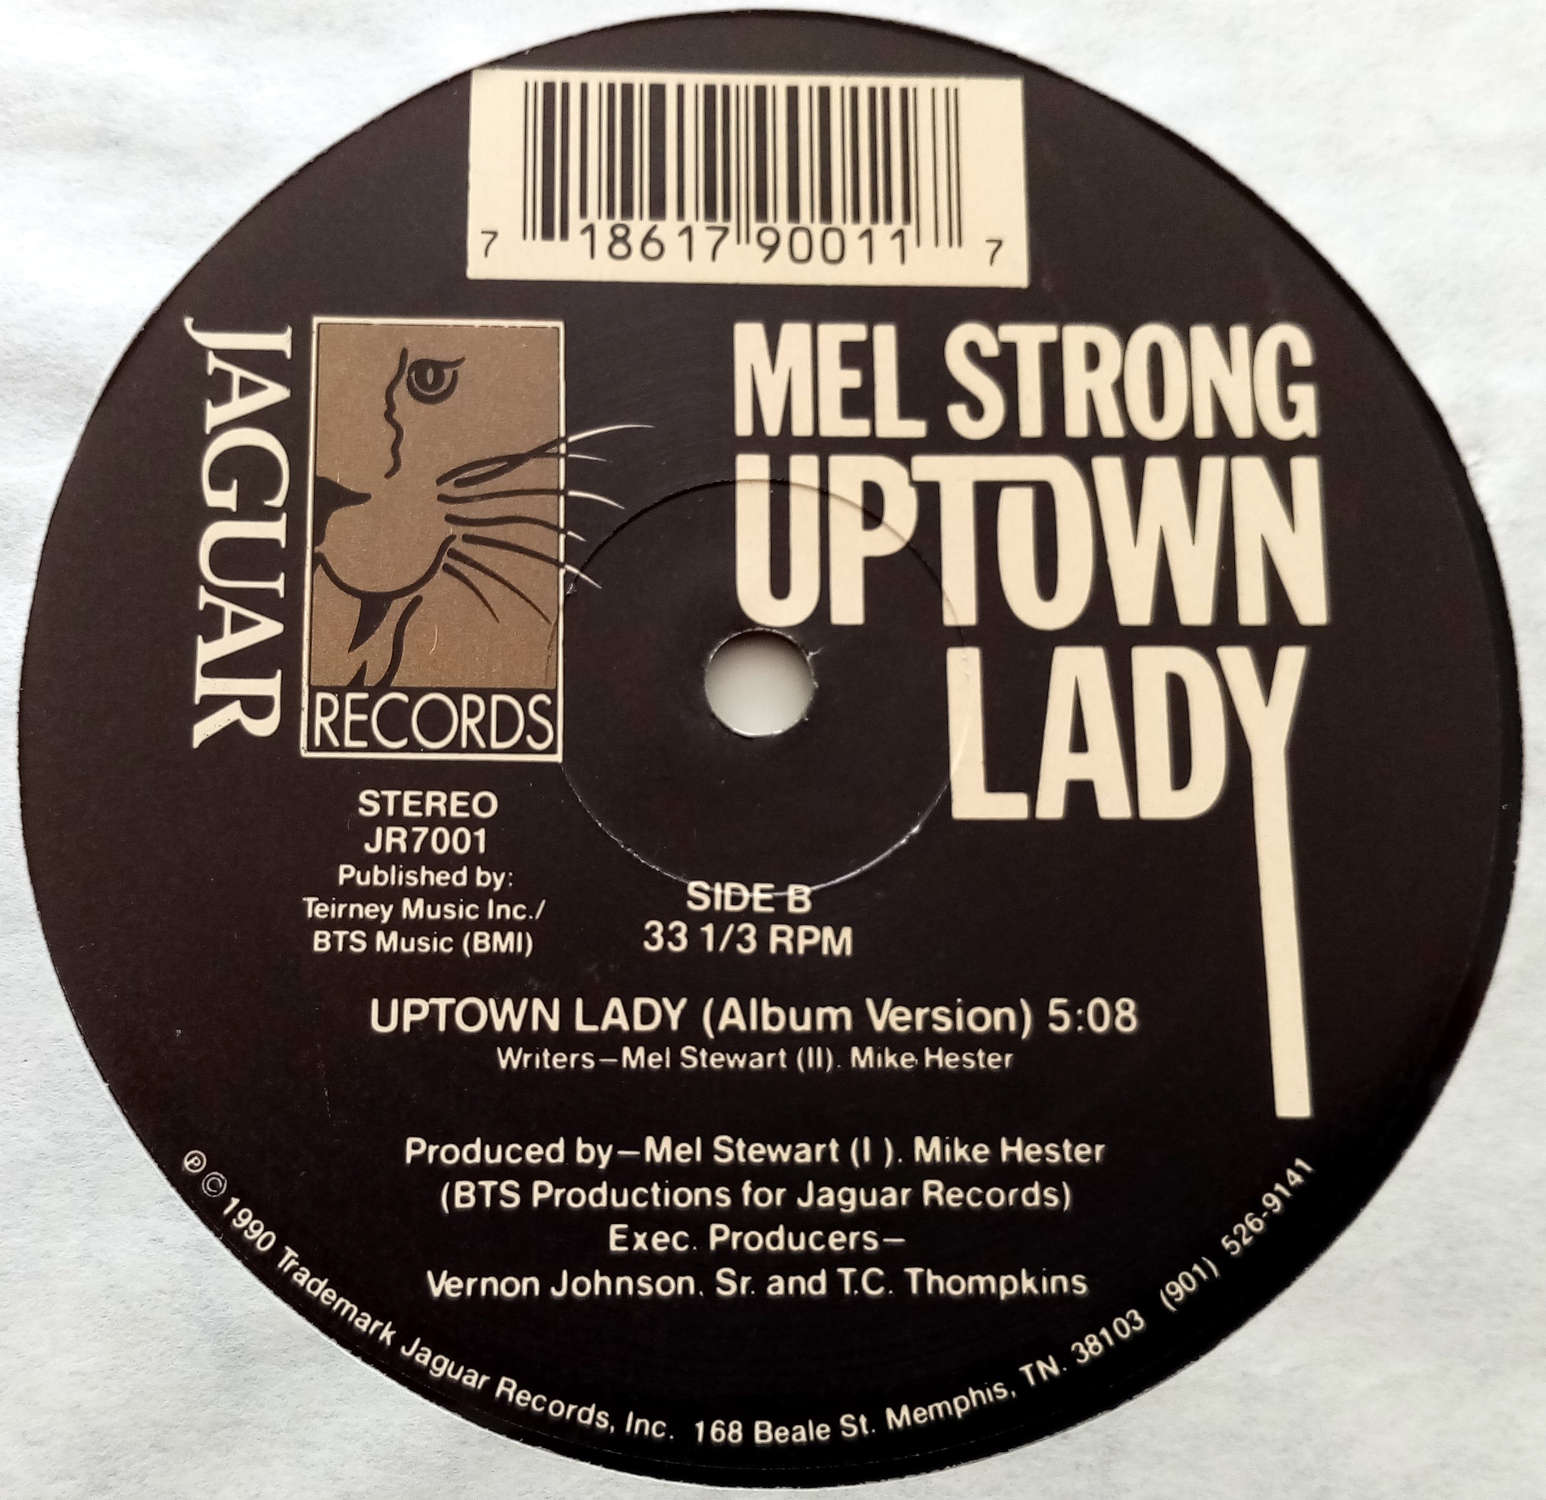 7 18617 90011 7
JAGUAR
RECORDS
MEL STRONG
UPTOWN
LADY
STEREO
JR7001
Published by:
Teirney Music Inc./
BTS Music (BMI)
SIDE B
33 1/3 RPM
UPTOWN LADY (Album Version) 5:08
Writers—Mel Stewart (II). Mike Hester
Produced by—Mel Stewart (I ). Mike Hester
(BTS Productions for Jaguar Records)
Exec. Producers—
Vernon Johnson, Sr. and T.C. Thompkins
℗ © 1990 Trademark Jaguar Records, Inc. 168 Beale St. Memphis, TN. 38103 (901) 526-9141